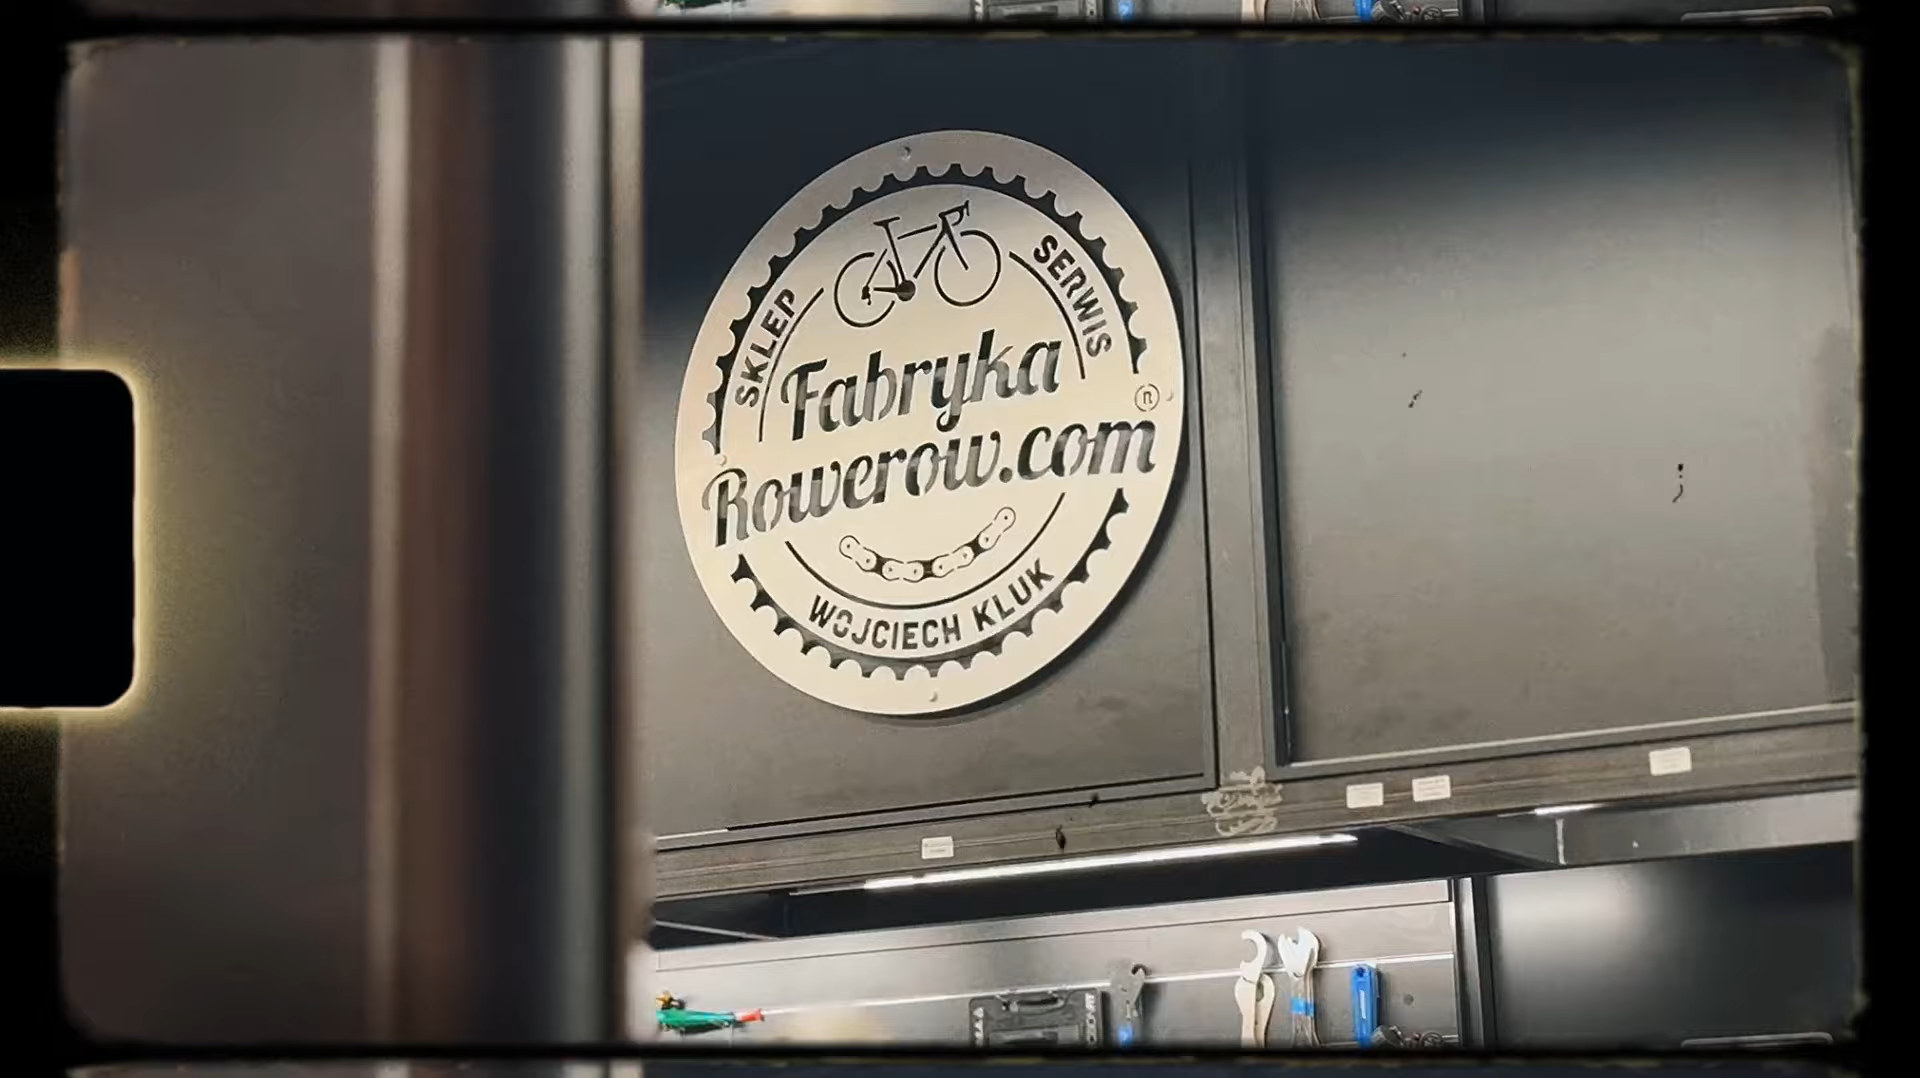 SKLEP
SERWIS
Fabryka
®
Rowerow.com
WOJCIECH KLUK